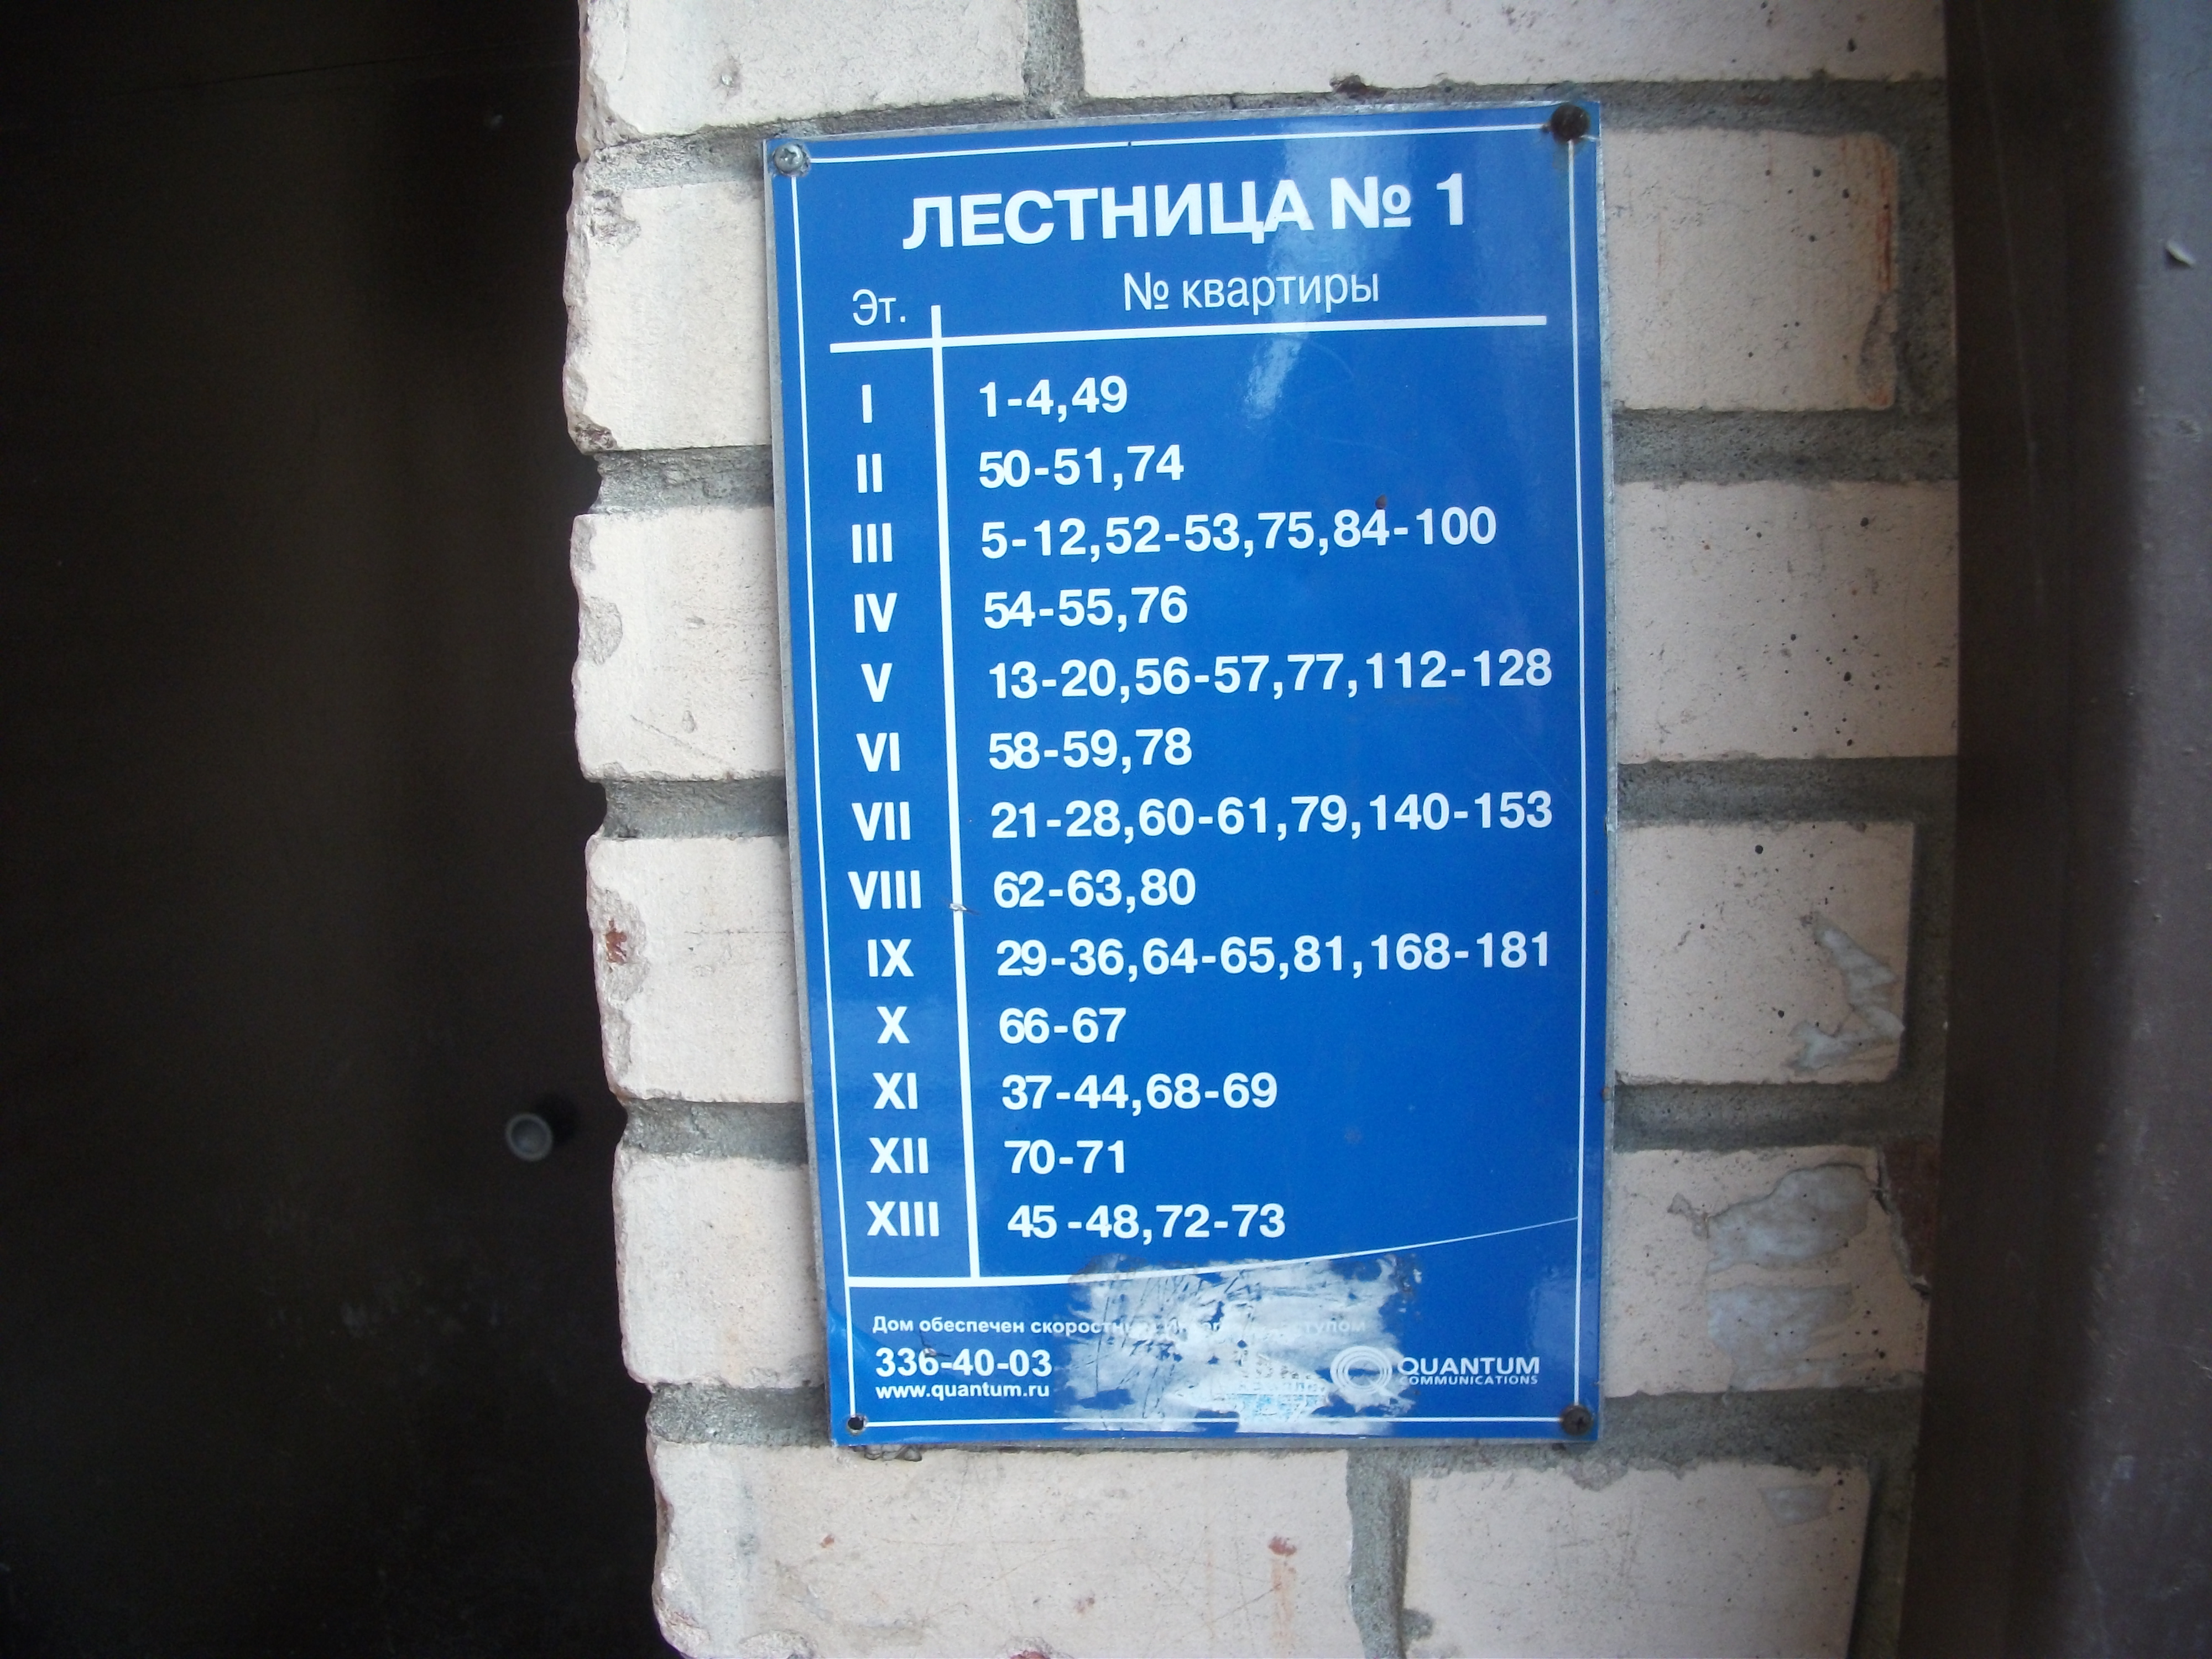 ЛЕСТНИЦА № 1
Эт. № квартиры
I 1-4,49
II 50-51,74
III 5-12,52-53,75,84-100
IV 54-55,76
V 13-20,56-57,77,112-128
VI 58-59,78
VII 21-28,60-61,79,140-153
VIII 62-63,80
IX 29-36,64-65,81,168-181
X 66-67
XI 37-44,68-69
XII 70-71
XIII 45-48,72-73
Дом обеспечен скоростным
336-40-03
www.quantum.ru
QUANTUM
COMMUNICATIONS